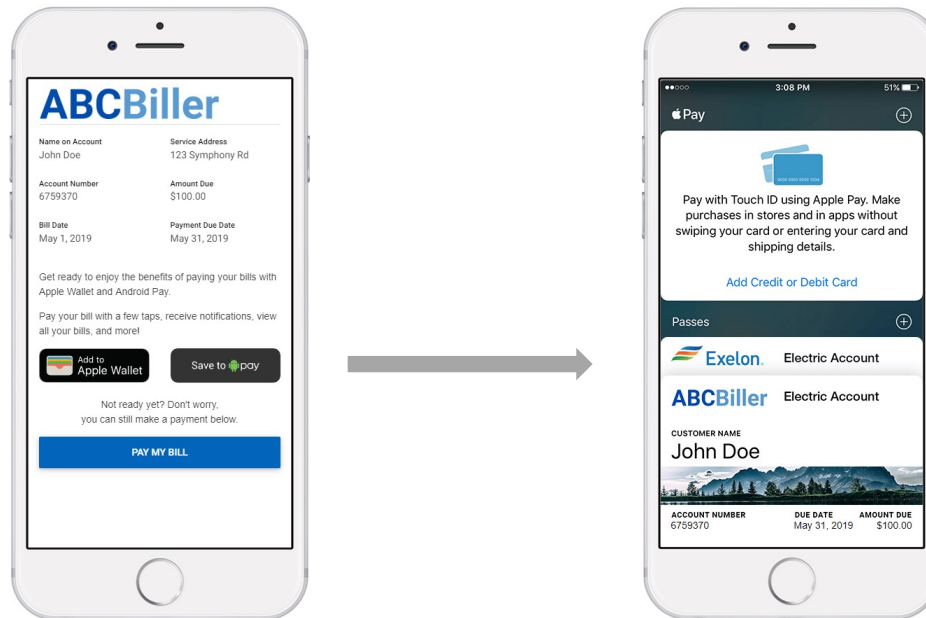 ABCBiller
Name on Account
Service Address
John Doe
123 Symphony Rd
Account Number
Amount Due
6759370
$100.00
Bill Date
Payment Due Date
May 1, 2019
May 31, 2019
Get ready to enjoy the benefits of paying your bills with
Apple Wallet and Android Pay.
Pay your bill with a few taps, receive notifications, view
all your bills, and more!
Add to
Apple Wallet
Save to pay
Not ready yet? Don't worry,
you can still make a payment below.
PAY MY BILL
3:08 PM
51%
Pay
Pay with Touch ID using Apple Pay. Make
purchases in stores and in apps without
swiping your card or entering your card and
shipping details.
Add Credit or Debit Card
Passes
Exelon.
Electric Account
ABCBiller
Electric Account
CUSTOMER NAME
John Doe
ACCOUNT NUMBER
DUE DATE
AMOUNT DUE
6759370
May 31, 2019
$100.00